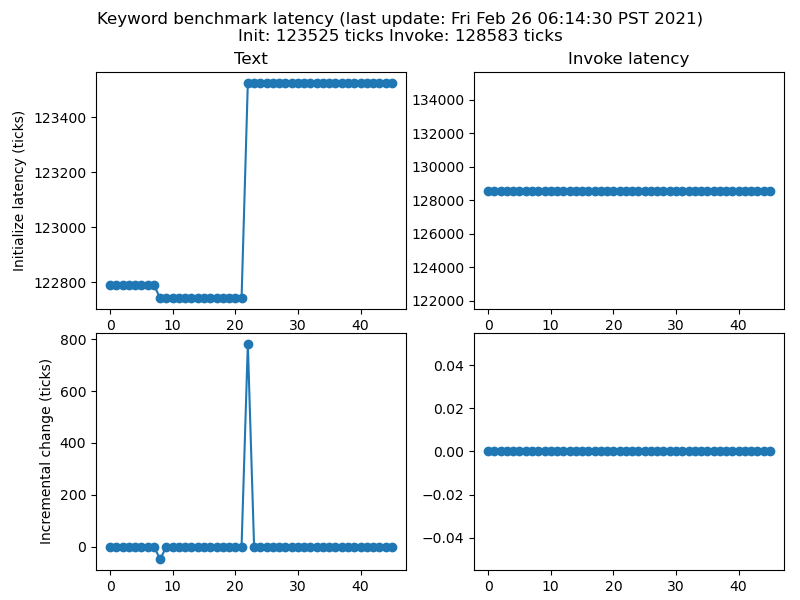 Keyword benchmark latency (last update: Fri Feb 26 06:14:30 PST 2021)
Init: 123525 ticks Invoke: 128583 ticks
Text
Initialize latency (ticks)
123400
123200
123000
122800
0 10 20 30 40
Invoke latency
134000
132000
130000
128000
126000
124000
122000
0 10 20 30 40
Incremental change (ticks)
800
600
400
200
0
0 10 20 30 40
0.04
0.02
0.00
−0.02
−0.04
0 10 20 30 40